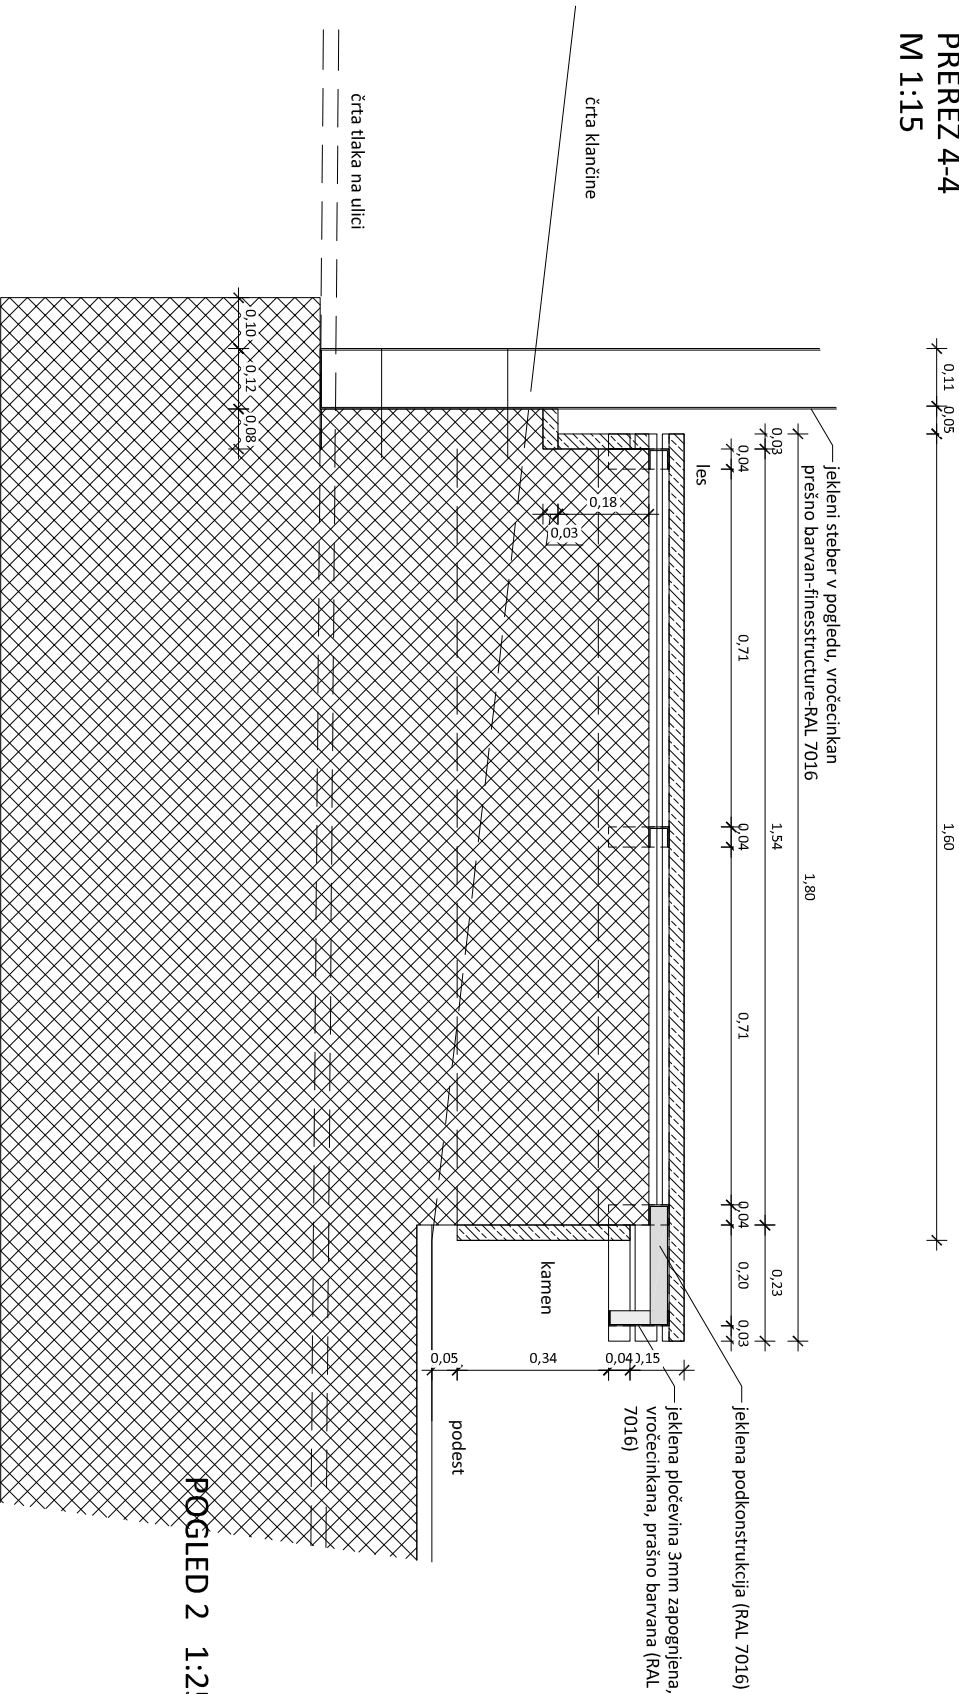 PREREZ 4-4
M 1:15
0,11
0,05
1,60
jekleni steber v pogledu, vročecinkan
prešno barvan-finesstructure-RAL 7016
1,80
0,03
1,54
0,23
0,04
0,71
0,04
0,71
0,04
0,20
0,03
les
črta klančine
0,18
0,03
črta tlaka na ulici
0,10
0,12
0,08
kamen
0,05
0,34
0,04
0,15
podest
jeklena podkonstrukcija (RAL 7016)
jeklena pločevina 3mm zapognjena,
vročecinkana, prašno barvana (RAL
7016)
POGLED 2 1:25